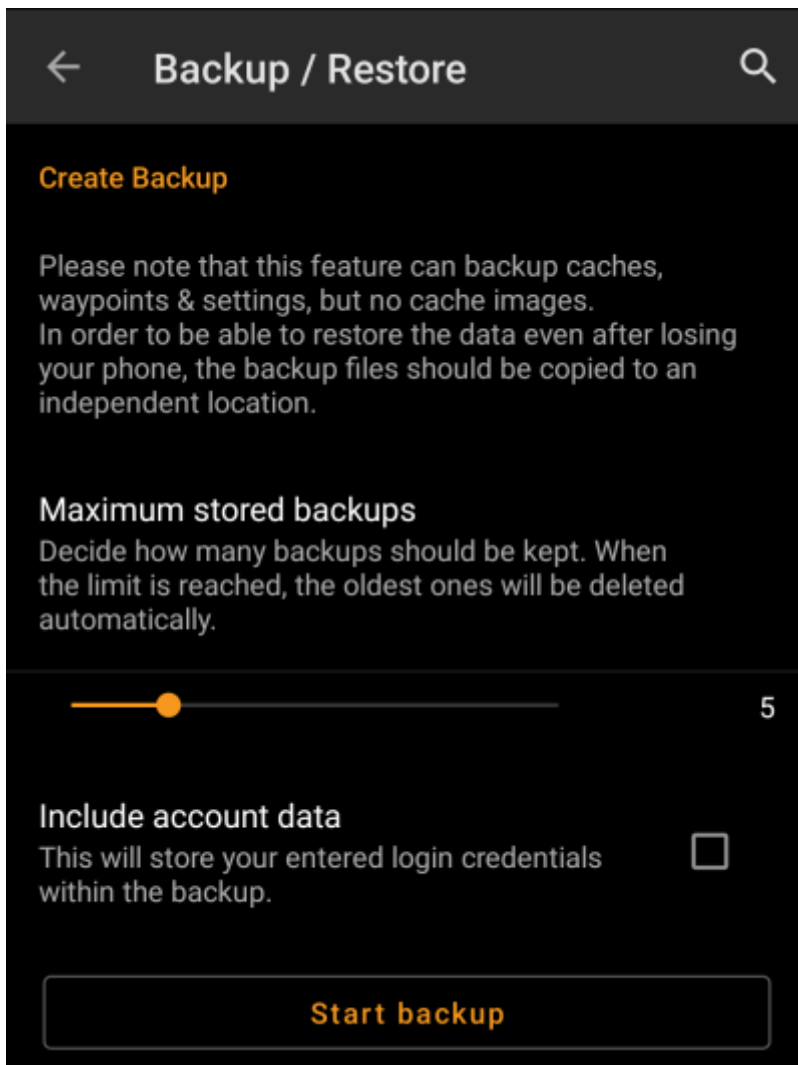 Backup / Restore
Create Backup
Please note that this feature can backup caches,
waypoints & settings, but no cache images.
In order to be able to restore the data even after losing
your phone, the backup files should be copied to an
independent location.
Maximum stored backups
Decide how many backups should be kept. When
the limit is reached, the oldest ones will be deleted
automatically.
5
Include account data
This will store your entered login credentials
within the backup.
Start backup